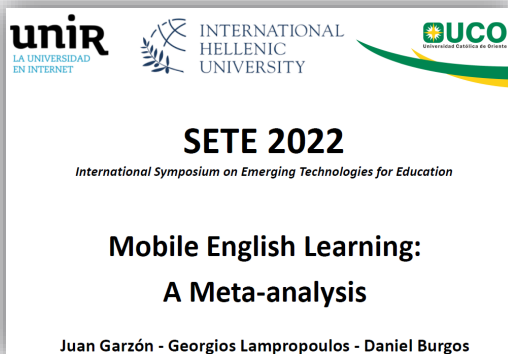 uniR
LA UNIVERSIDAD
EN INTERNET
INTERNATIONAL
HELLENIC
UNIVERSITY
UCO
Universidad Católica de Oriente
SETE 2022
International Symposium on Emerging Technologies for Education
Mobile English Learning:
A Meta-analysis
Juan Garzón - Georgios Lampropoulos - Daniel Burgos